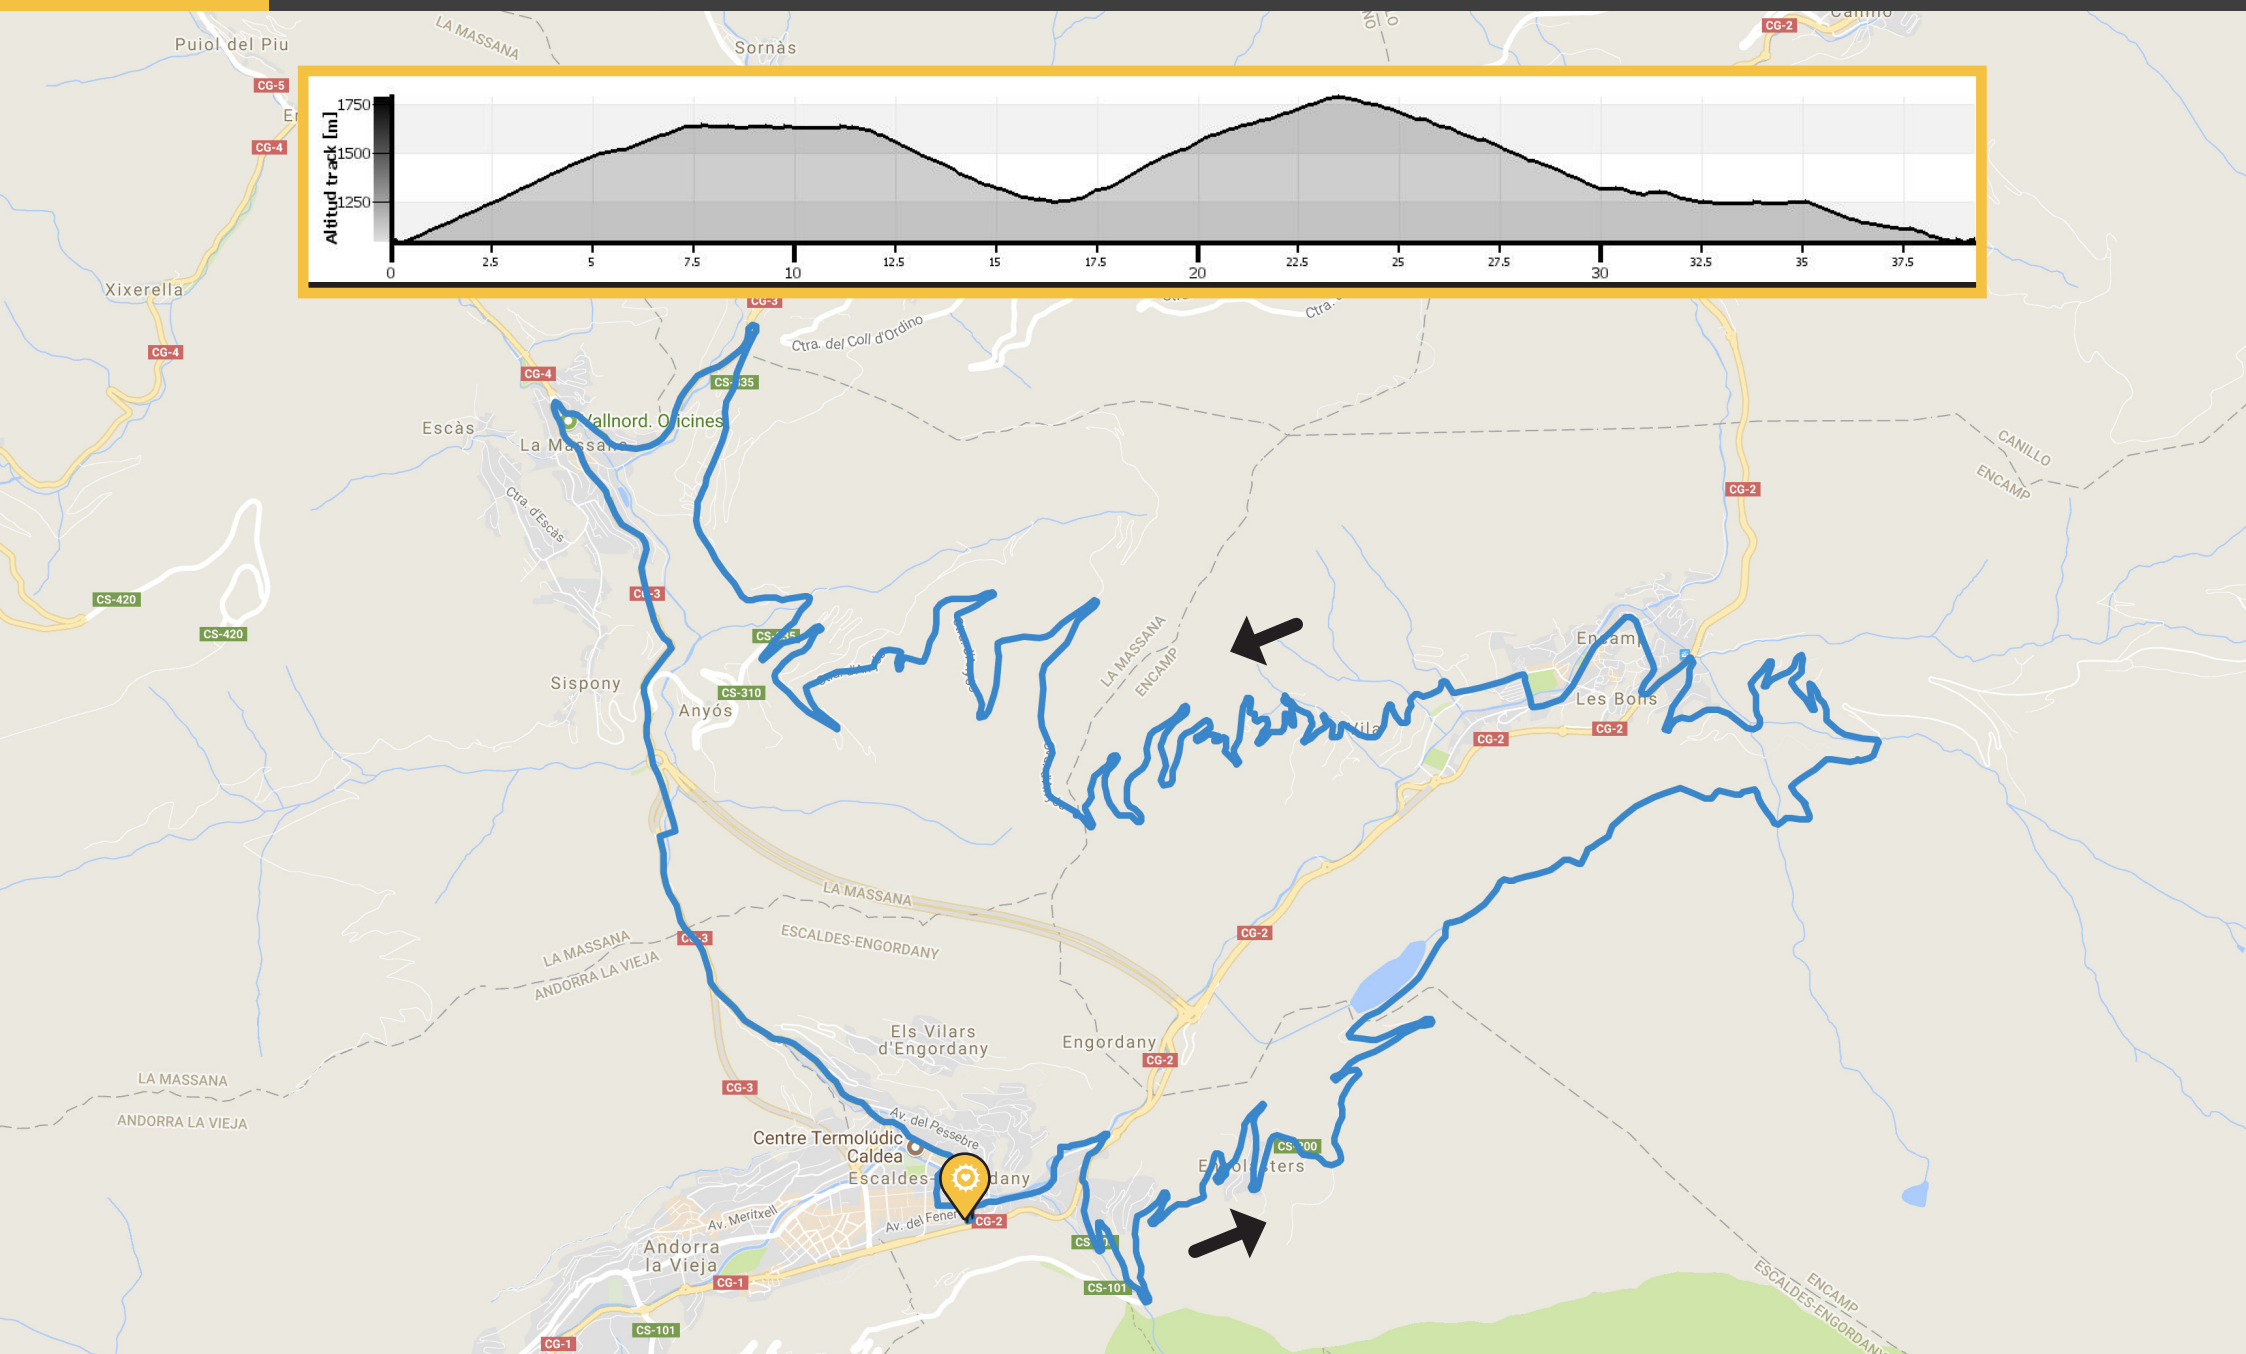 LA MASSANA
Canillo
CG-2
Puiol del Piu
Sornàs
CG-5
CG-4
Altitud track [m]
1750
1500
1250
0
2.5
5
7.5
10
12.5
15
17.5
20
22.5
25
27.5
30
32.5
35
37.5
Xixerella
CG-3
Ctra. del Coll d'Ordino
Ctra.
CG-4
CG-4
Vallnord. Oficines
Escàs
La Massana
Ctra. d'Escàs
CANILLO
ENCAMP
CG-2
CS-420
CS-420
CG-3
LA MASSANA
ENCAMP
Encamp
Sispony
CS-310
Anyós
Vila
Les Bons
CG-2
CG-2
LA MASSANA
ESCALDES-ENGORDANY
CG-3
LA MASSANA
ANDORRA LA VIEJA
CG-2
Els Vilars
d'Engordany
Engordany
CG-2
LA MASSANA
ANDORRA LA VIEJA
CG-3
Av. del Pessebre
Centre Termolúdic
Caldea
CS-200
Engolasters
Escaldes-
dany
Av. Meritxell
Av. del Fener
CG-2
Andorra
la Vieja
CG-1
CS-101
ENCAMP
ESCALDES-ENGORDANY
CS-101
CG-1